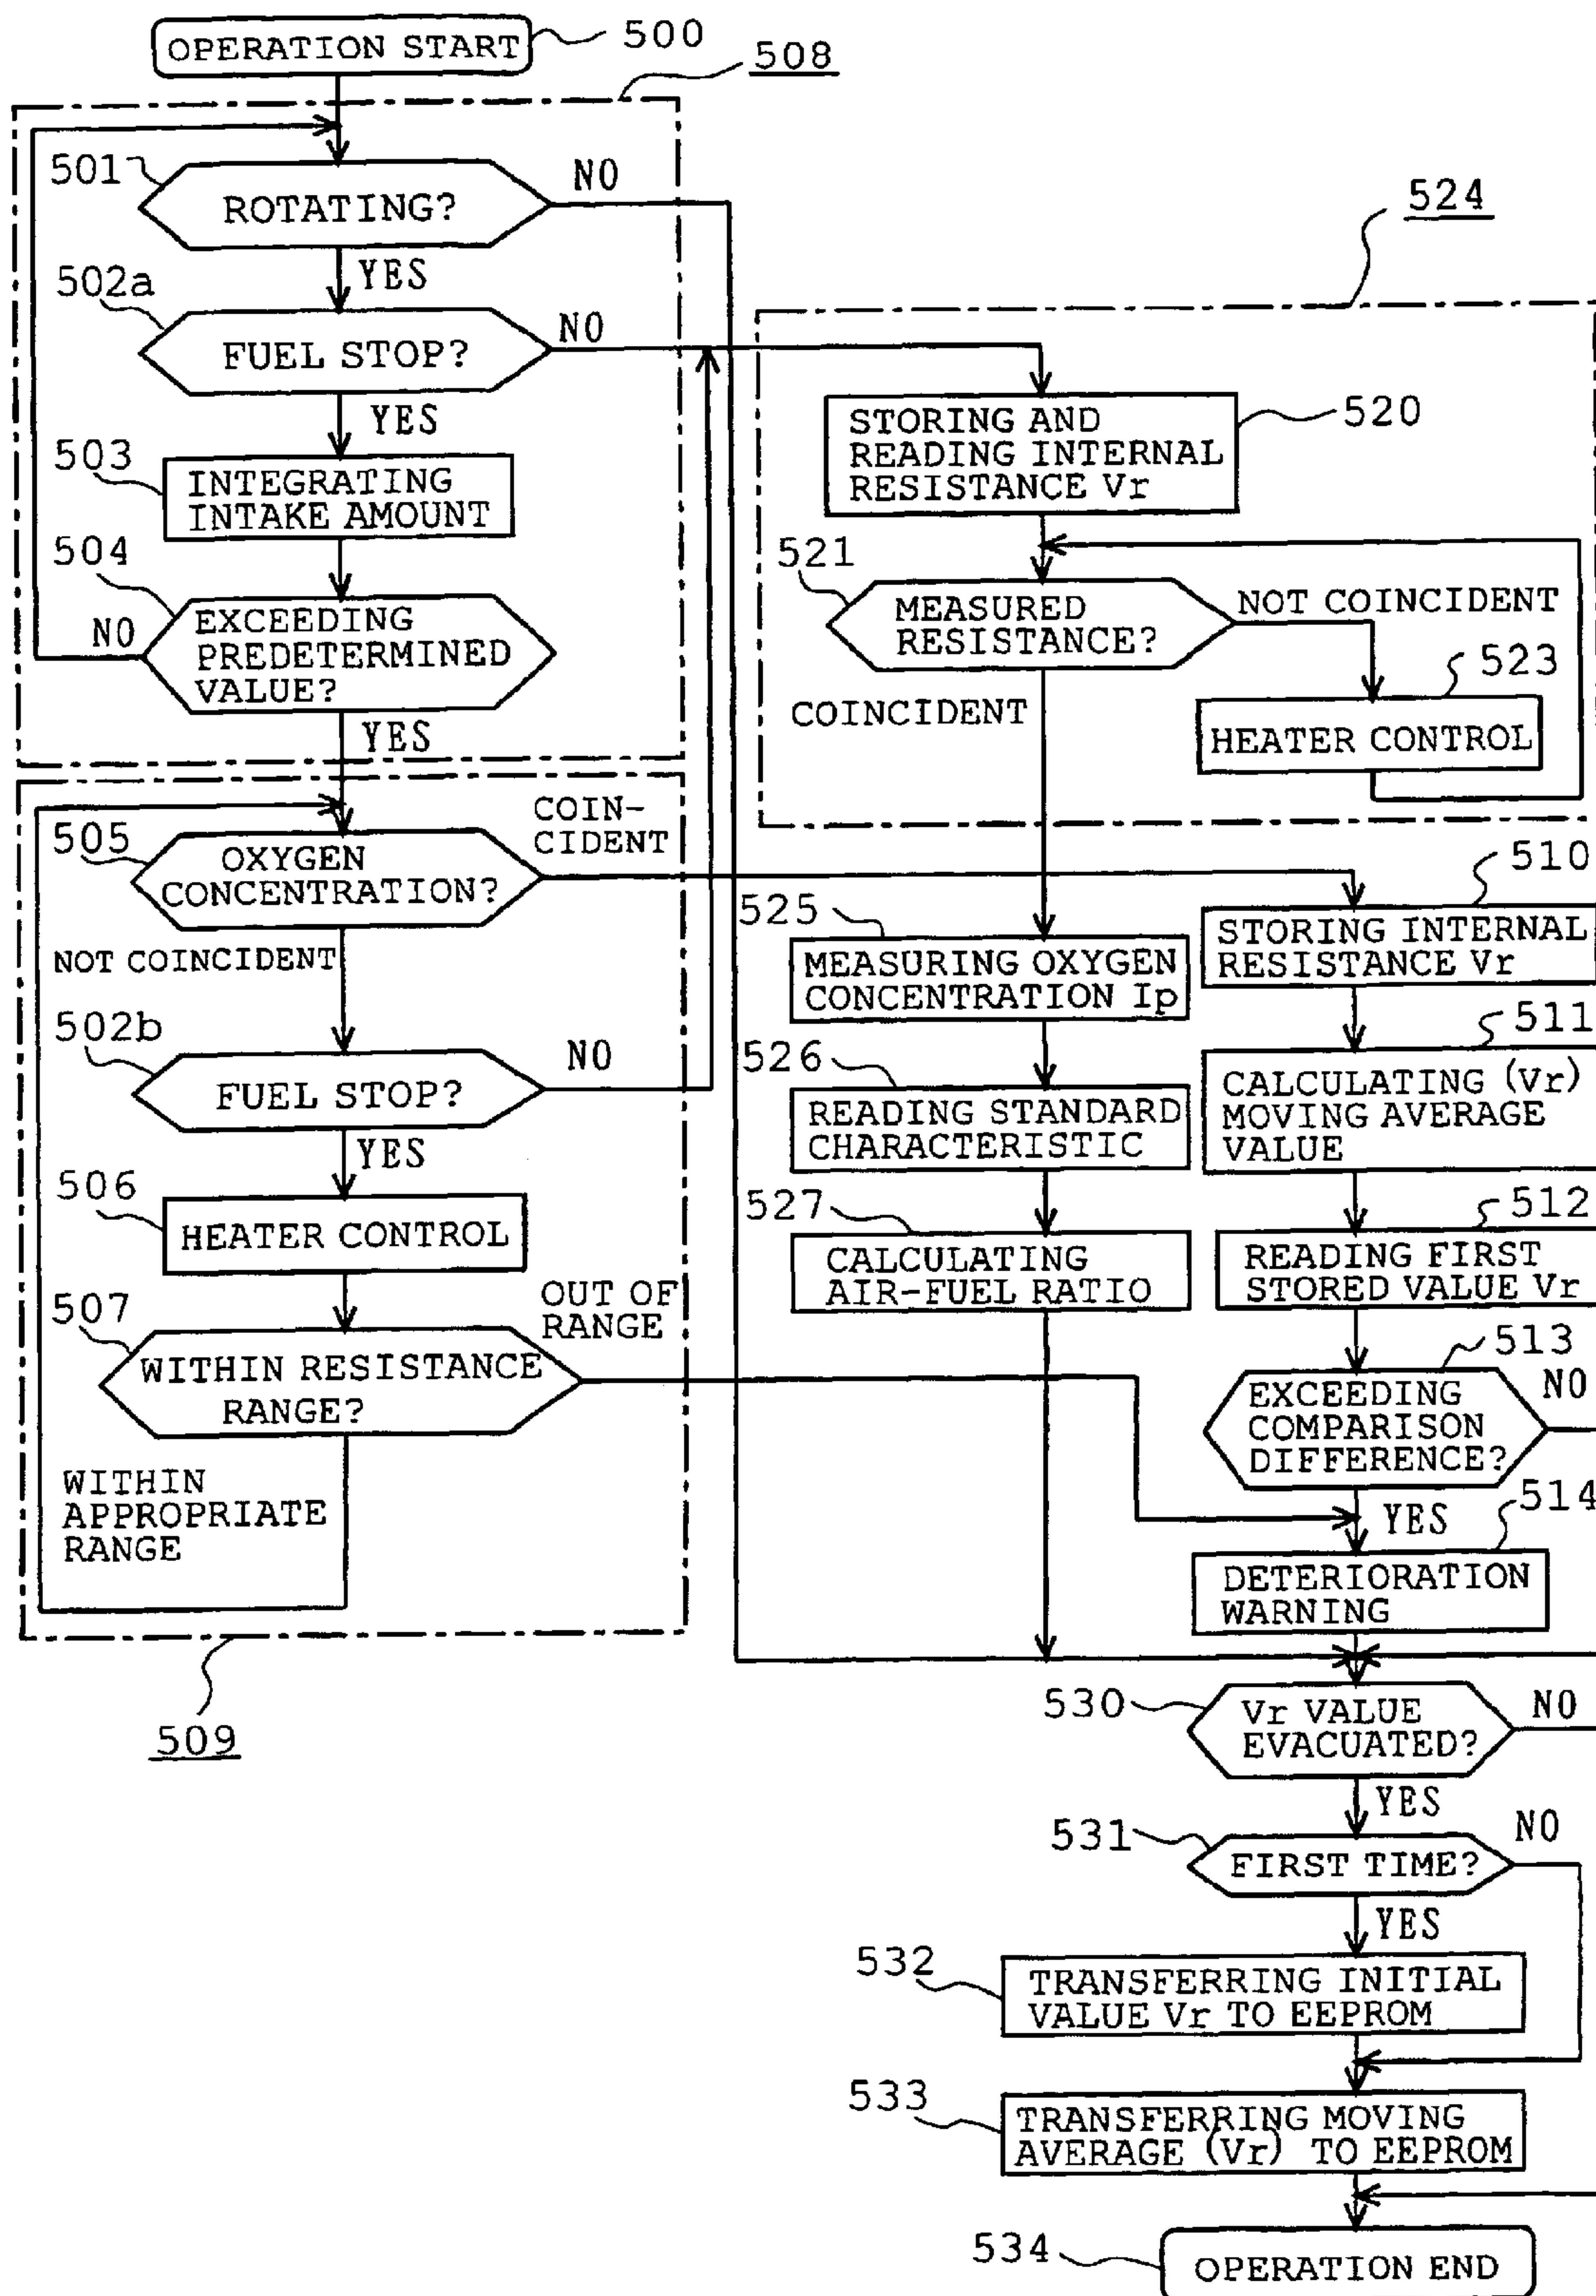 OPERATION START
500
508
501
ROTATING?
NO
YES
502a
FUEL STOP?
NO
YES
503
INTEGRATING
INTAKE AMOUNT
504
NO
EXCEEDING
PREDETERMINED
VALUE?
YES
505
OXYGEN
CONCENTRATION?
COIN-
CIDENT
NOT COINCIDENT
502b
FUEL STOP?
NO
YES
506
HEATER CONTROL
507
WITHIN RESISTANCE
RANGE?
OUT OF
RANGE
WITHIN
APPROPRIATE
RANGE
509
524
STORING AND
READING INTERNAL
RESISTANCE Vr
520
521
MEASURED
RESISTANCE?
NOT COINCIDENT
523
HEATER CONTROL
COINCIDENT
525
MEASURING OXYGEN
CONCENTRATION Ip
526
READING STANDARD
CHARACTERISTIC
527
CALCULATING
AIR-FUEL RATIO
510
STORING INTERNAL
RESISTANCE Vr
511
CALCULATING (Vr)
MOVING AVERAGE
VALUE
512
READING FIRST
STORED VALUE Vr
513
EXCEEDING
COMPARISON
DIFFERENCE?
NO
YES
514
DETERIORATION
WARNING
530
Vr VALUE
EVACUATED?
NO
YES
531
FIRST TIME?
NO
YES
532
TRANSFERRING INITIAL
VALUE Vr TO EEPROM
533
TRANSFERRING MOVING
AVERAGE (Vr) TO EEPROM
534
OPERATION END